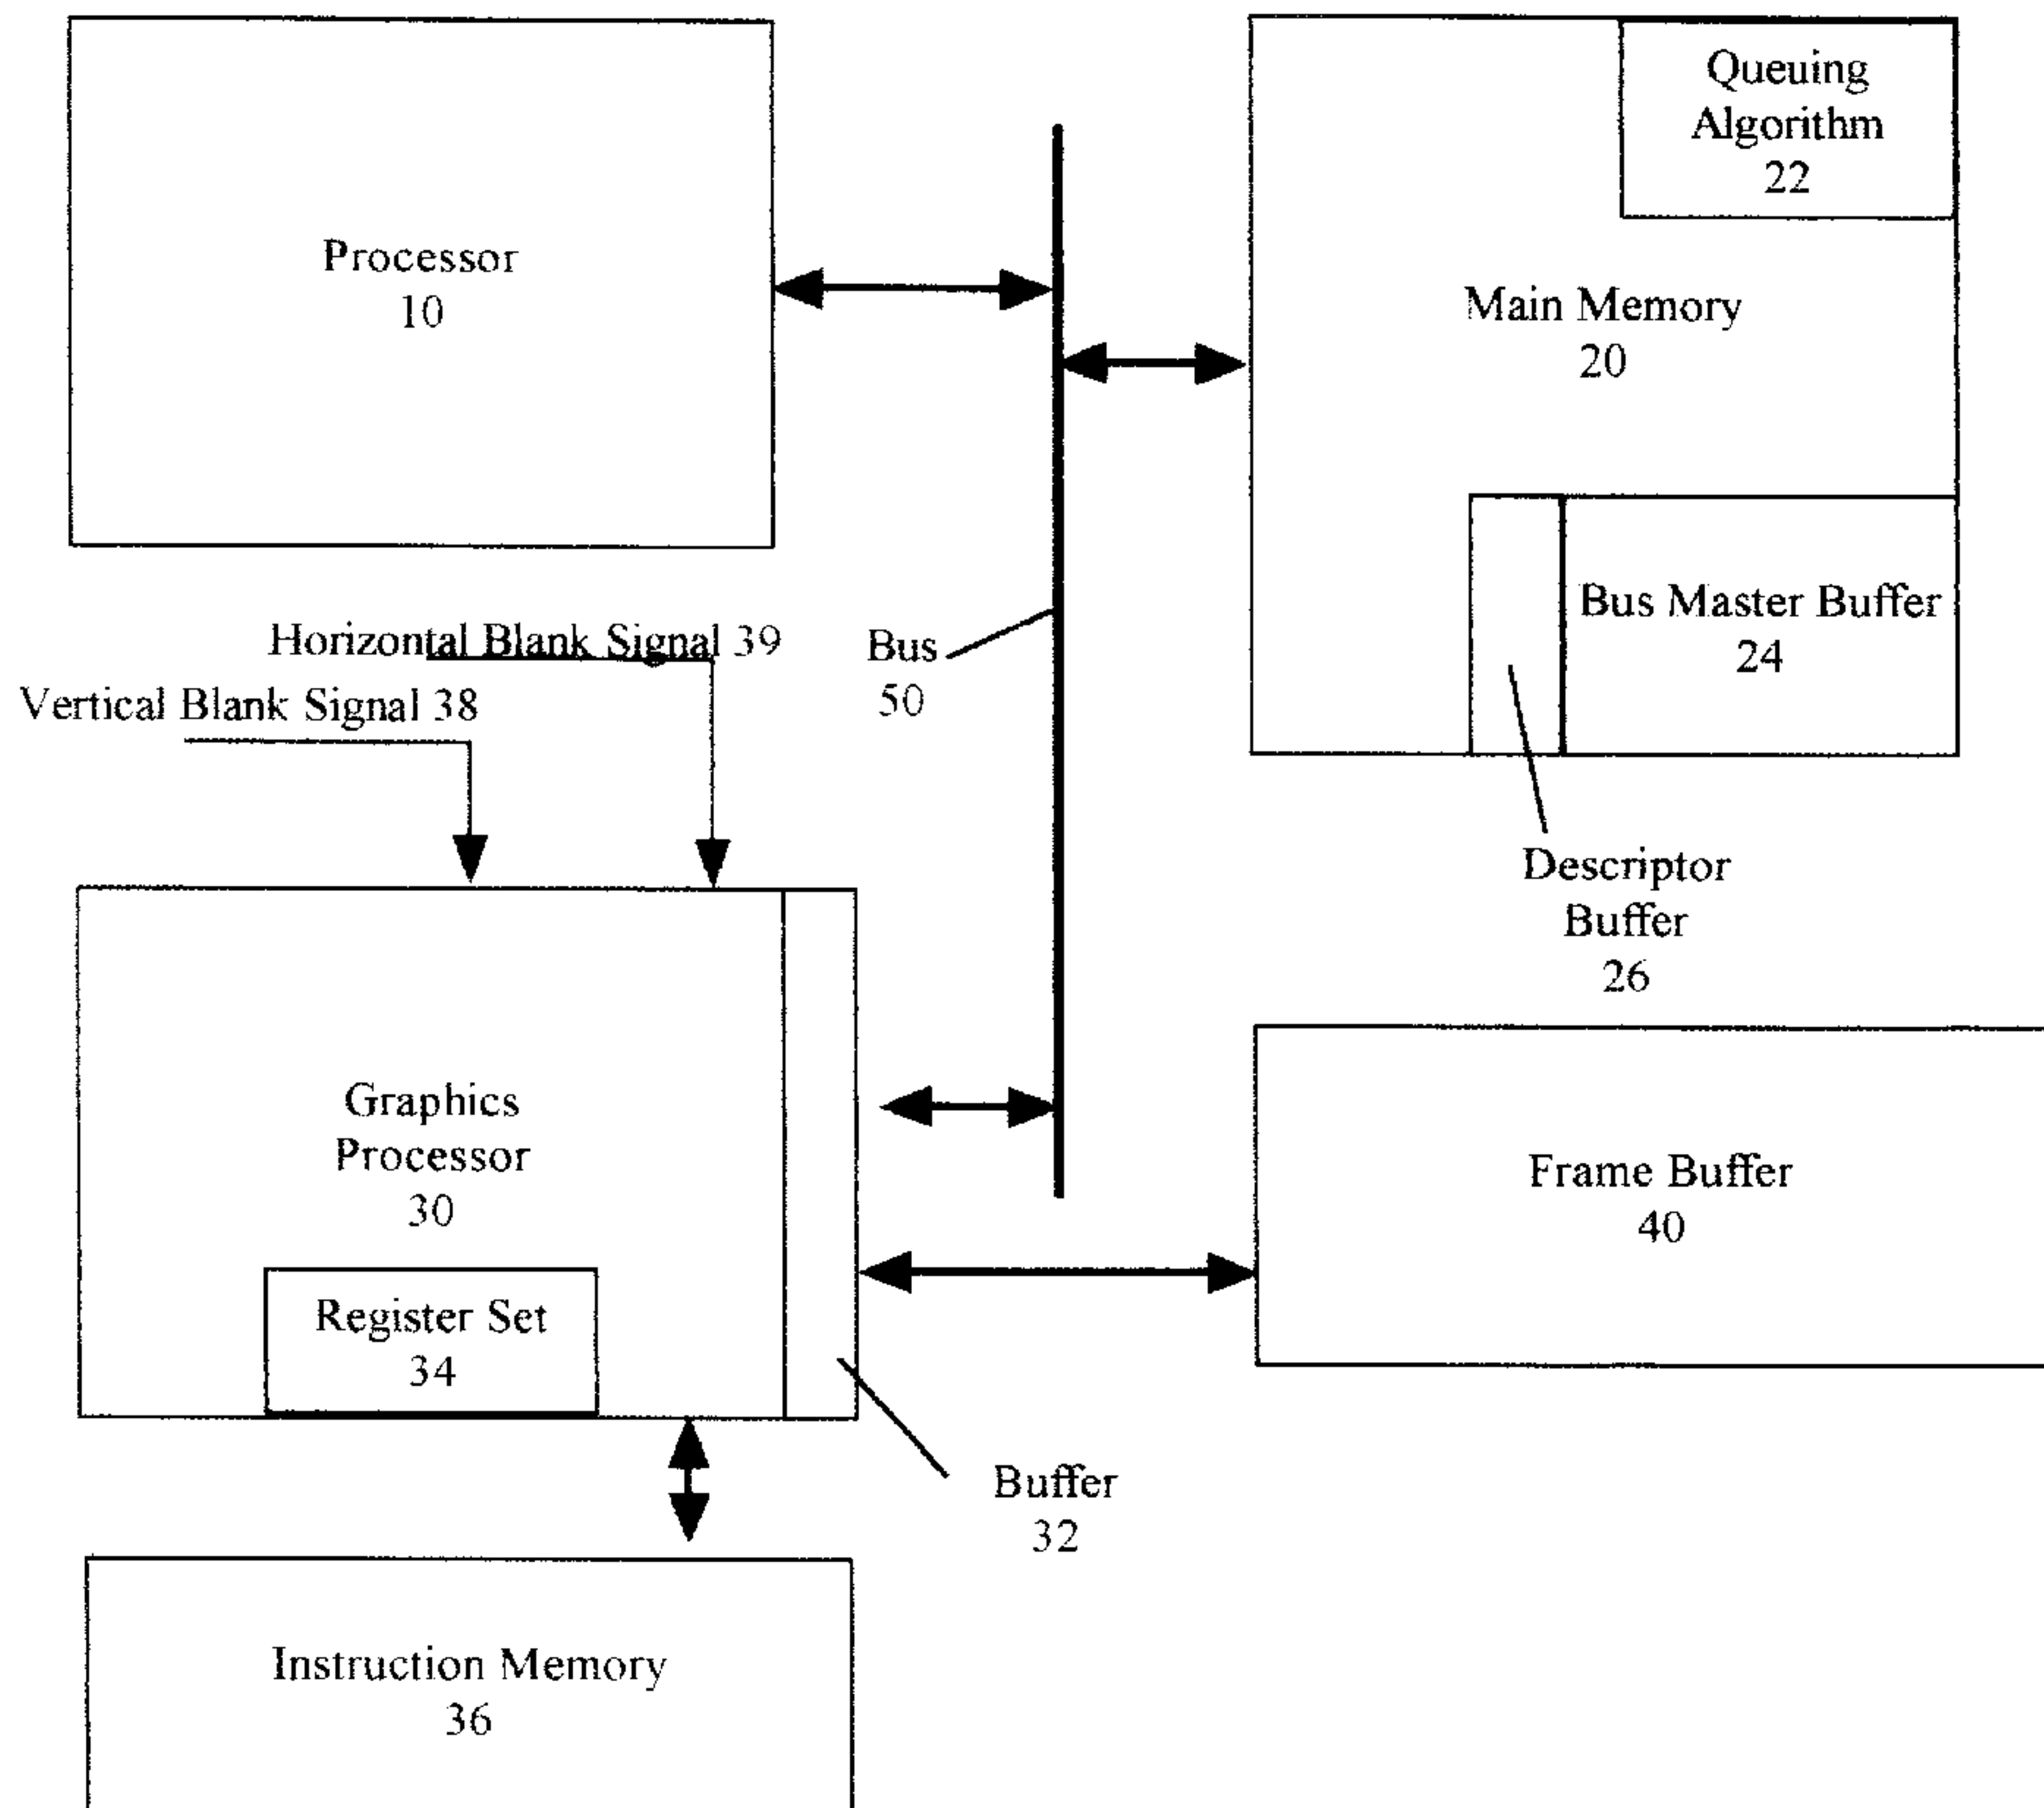 Processor
10
Queuing
Algorithm
22
Main Memory
20
Bus Master Buffer
24
Descriptor
Buffer
26
Horizontal Blank Signal 39
Vertical Blank Signal 38
Bus
50
Graphics
Processor
30
Register Set
34
Frame Buffer
40
Buffer
32
Instruction Memory
36